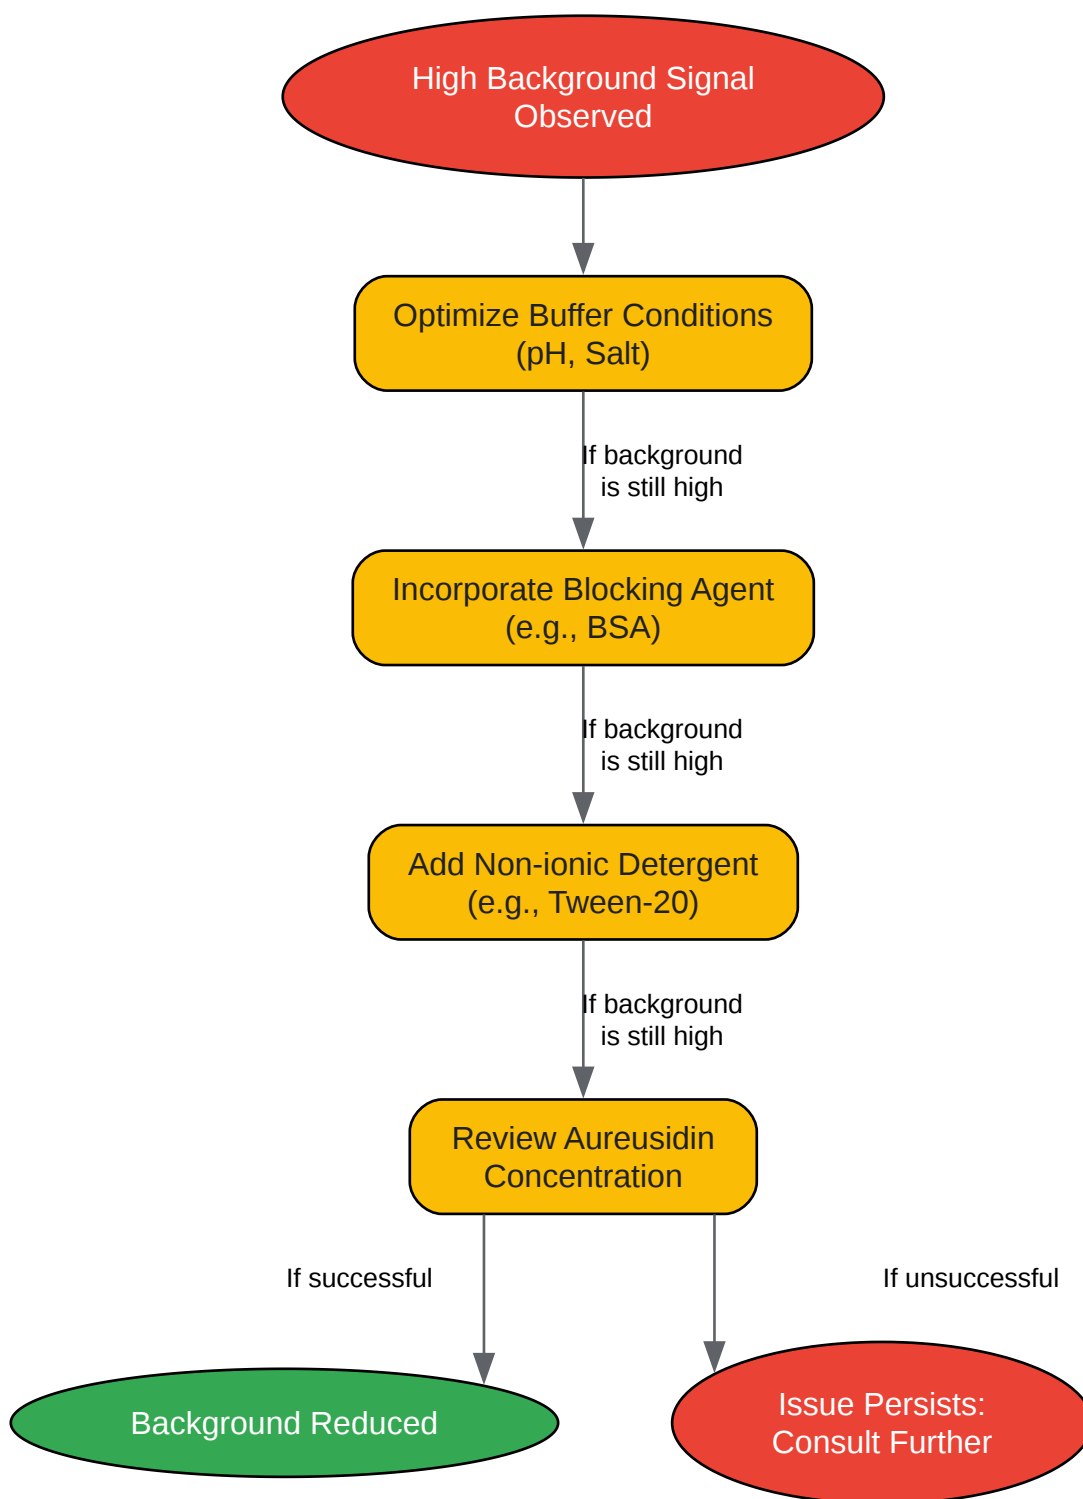 High Background Signal
Observed
Optimize Buffer Conditions
(pH, Salt)
If background
is still high
Incorporate Blocking Agent
(e.g., BSA)
If background
is still high
Add Non-ionic Detergent
(e.g., Tween-20)
If background
is still high
Review Aureusidin
Concentration
If successful
If unsuccessful
Background Reduced
Issue Persists:
Consult Further